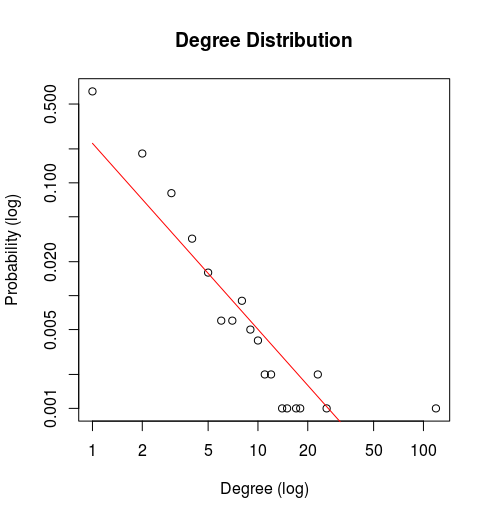 Degree Distribution
Probability (log)
0.500
0.100
0.020
0.005
0.001
1 2 5 10 20 50 100
Degree (log)